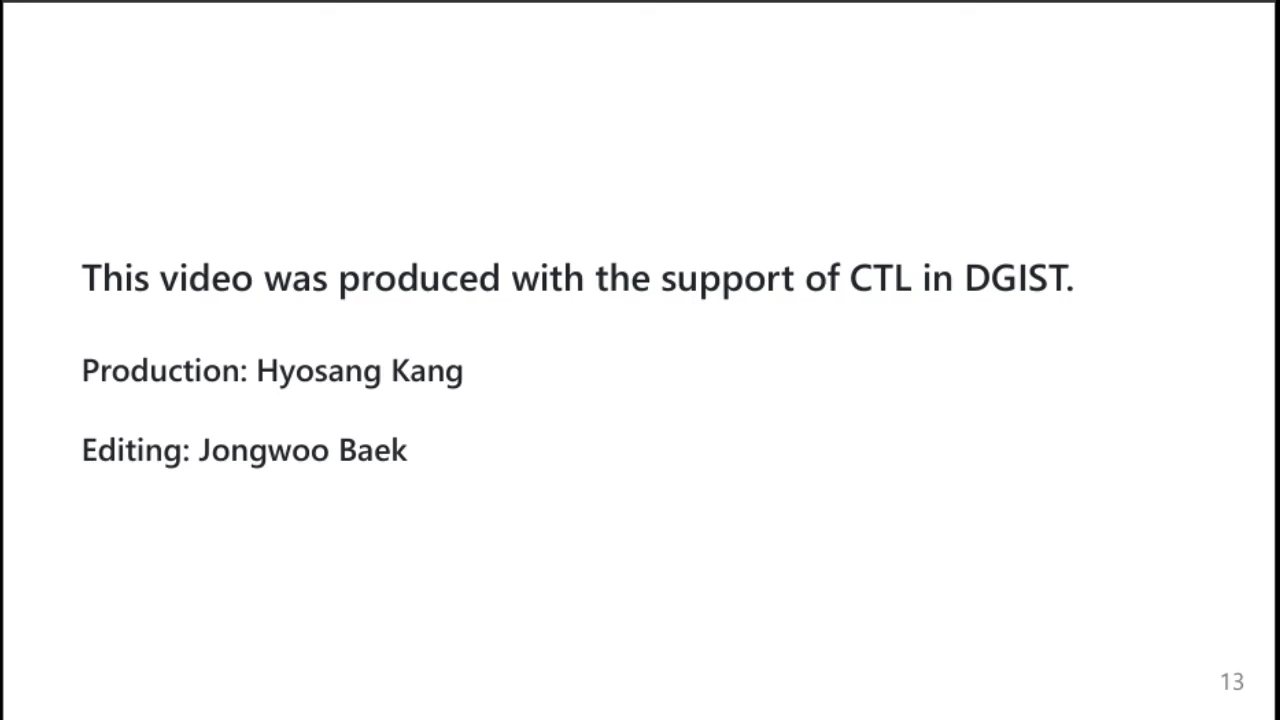 This video was produced with the support of CTL in DGIST.
Production: Hyosang Kang
Editing: Jongwoo Baek
13